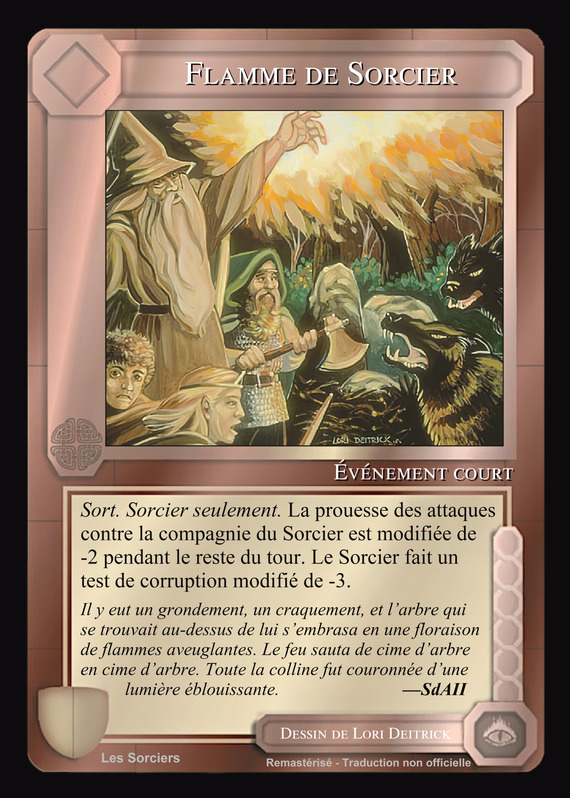 Flamme de Sorcier
LORI DEITRICK
Événement court
Sort. Sorcier seulement. La prouesse des attaques
contre la compagnie du Sorcier est modifiée de
-2 pendant le reste du tour. Le Sorcier fait un
test de corruption modifié de -3.
Il y eut un grondement, un craquement, et l’arbre qui
se trouvait au-dessus de lui s’embrasa en une floraison
de flammes aveuglantes. Le feu sauta de cime d’arbre
en cime d’arbre. Toute la colline fut couronnée d’une
lumière éblouissante. —SdAII
Dessin de Lori Deitrick
Les Sorciers
Remastérisé - Traduction non officielle